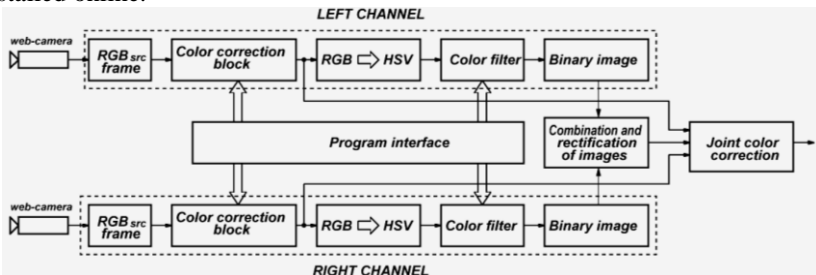 LEFT CHANNEL
web-camera
RGB src
frame
Color correction
block
RGB ⇨ HSV
Color filter
Binary image
Program interface
Combination and
rectification
of images
Joint color
correction
web-camera
RGB src
frame
Color correction
block
RGB ⇨ HSV
Color filter
Binary image
RIGHT CHANNEL